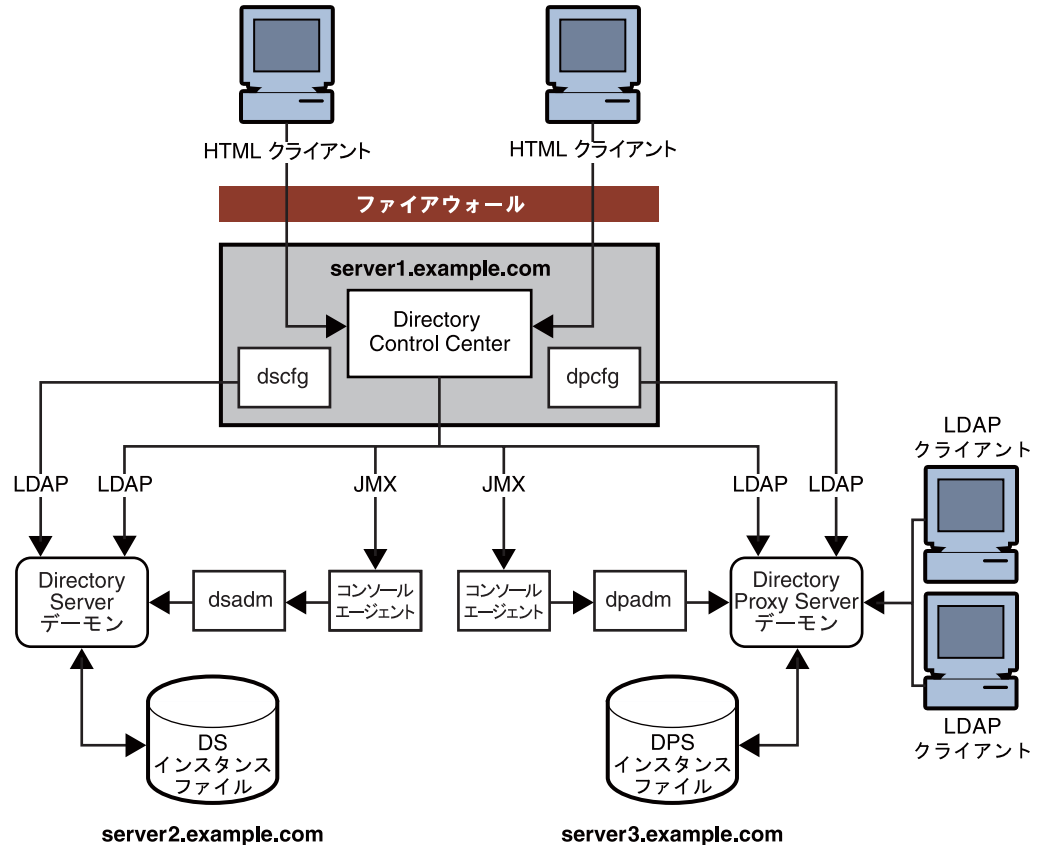 HTML クライアント
HTML クライアント
ファイアウォール
server1.example.com
Directory
Control Center
dscfg
dpcfg
LDAP
クライアント
LDAP
LDAP
JMX
JMX
LDAP
LDAP
Directory
Server
デーモン
dsadm
コンソール
エージェント
コンソール
エージェント
dpadm
Directory
Proxy Server
デーモン
LDAP
クライアント
DS
インスタンス
ファイル
DPS
インスタンス
ファイル
server2.example.com
server3.example.com